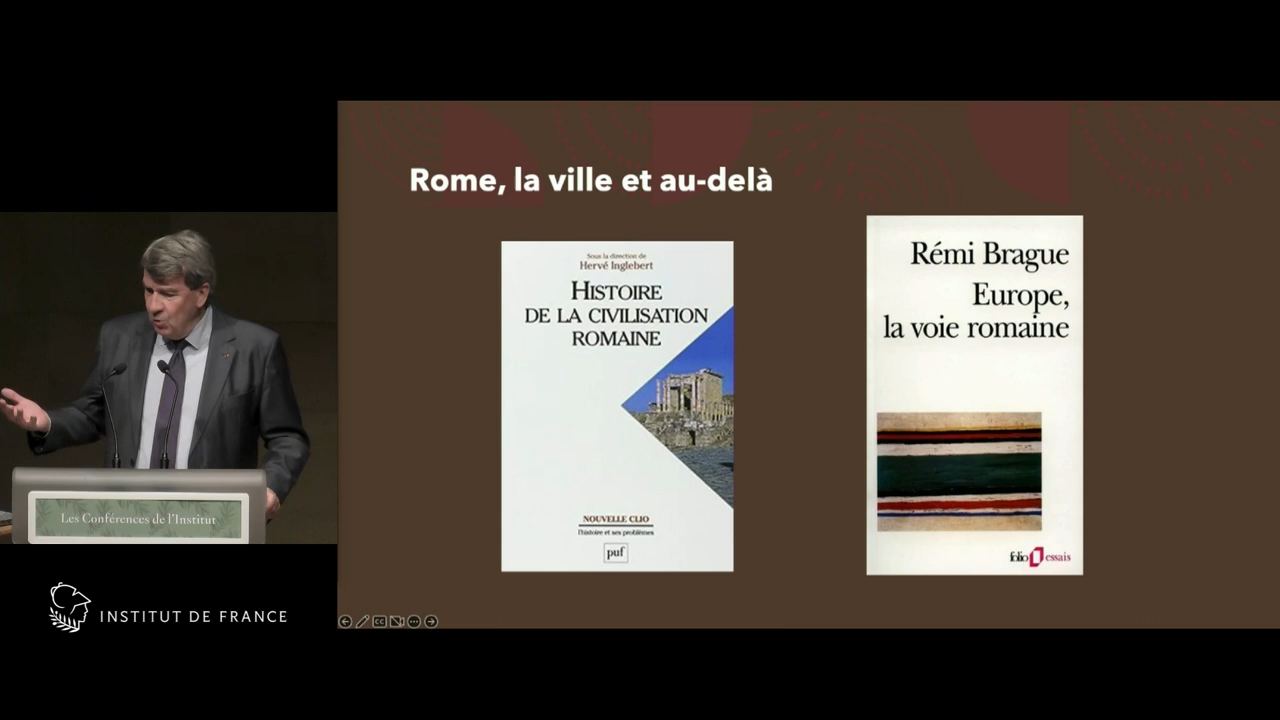 Rome, la ville et au-delà
Sous la direction de
Hervé Inglebert
HISTOIRE
DE LA CIVILISATION
ROMAINE
NOUVELLE CLIO
l'histoire et ses problèmes
puf
Rémi Brague
Europe,
la voie romaine
folio essais
Les Conférences de l'Institut
INSTITUT DE FRANCE
CC